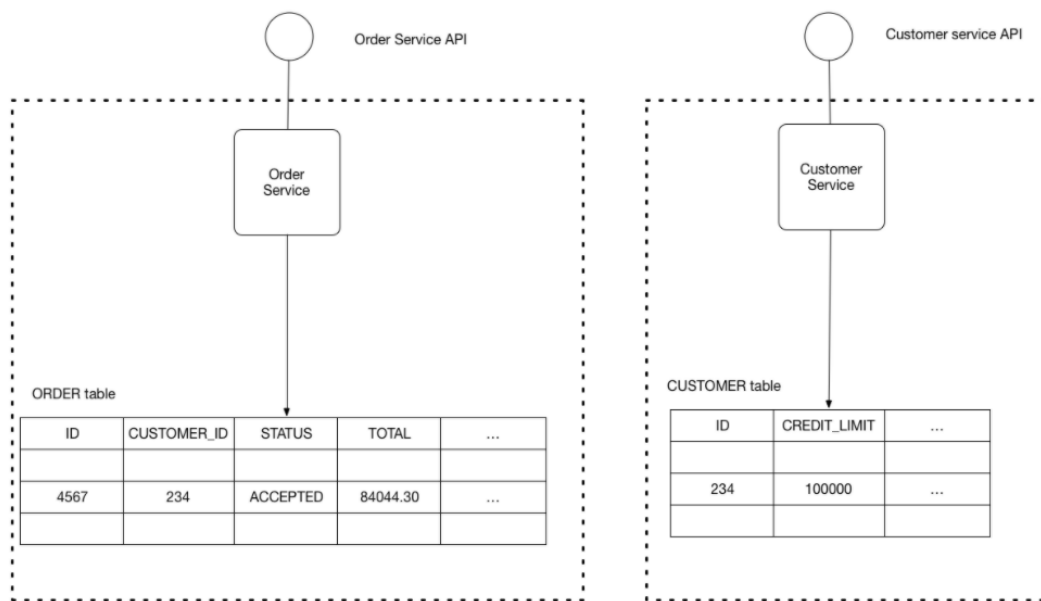 Order Service API
Customer service API
Order
Service
Customer
Service
ORDER table
ID CUSTOMER_ID STATUS TOTAL ...
4567 234 ACCEPTED 84044.30 ...
CUSTOMER table
ID CREDIT_LIMIT ...
234 100000 ...